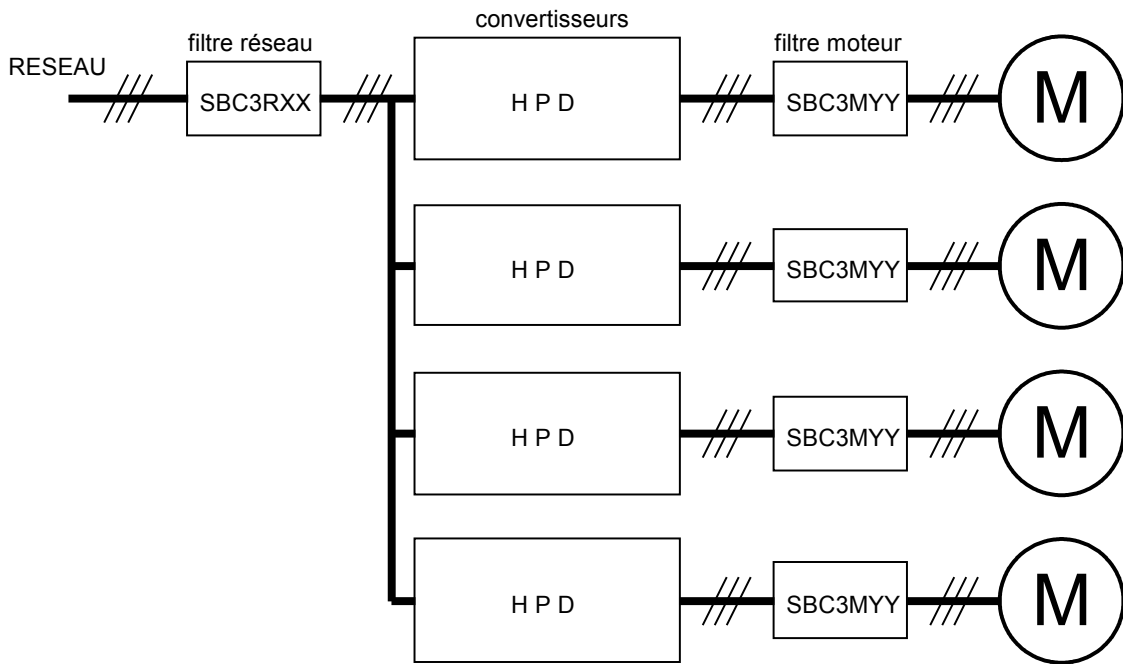 convertisseurs
filtre réseau
filtre moteur
RESEAU
SBC3RXX
H P D
SBC3MYY
M
H P D
SBC3MYY
M
H P D
SBC3MYY
M
H P D
SBC3MYY
M